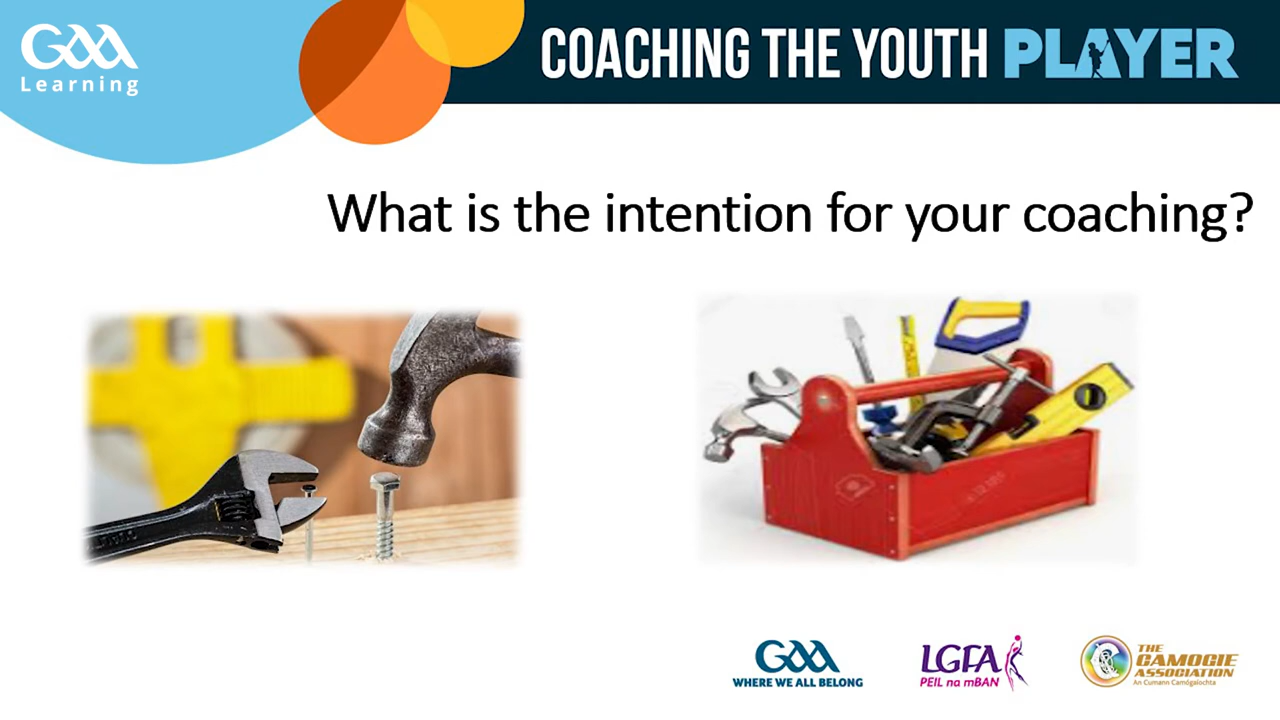 GAA
Learning
COACHING THE YOUTH PLAYER
What is the intention for your coaching?
GAA
WHERE WE ALL BELONG
LGFA
PEIL na mBAN
THE
CAMOGIE
ASSOCIATION
An Cumann Camógaíochta